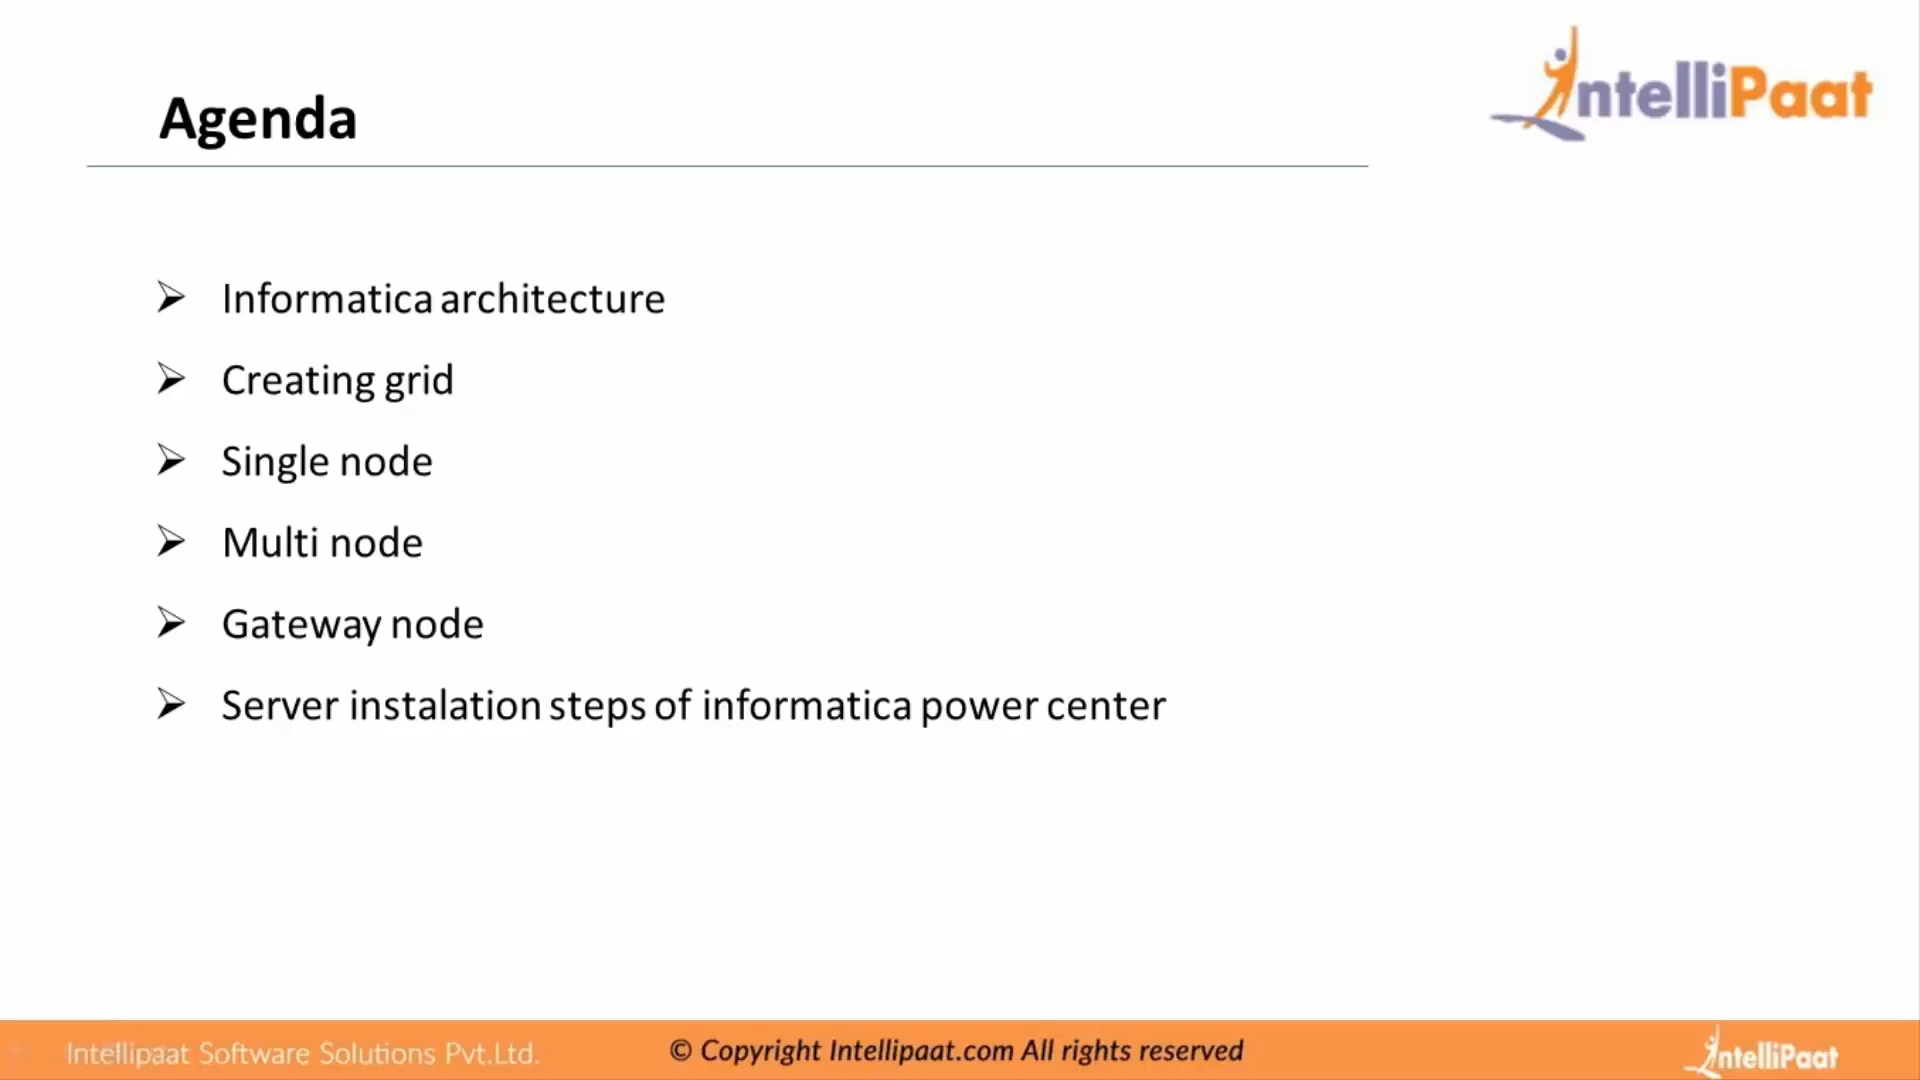 IntelliPaat
Agenda
Informatica architecture
Creating grid
Single node
Multi node
Gateway node
Server instalation steps of informatica power center
Intellipaat Software Solutions Pvt.Ltd.
© Copyright Intellipaat.com All rights reserved
IntelliPaat